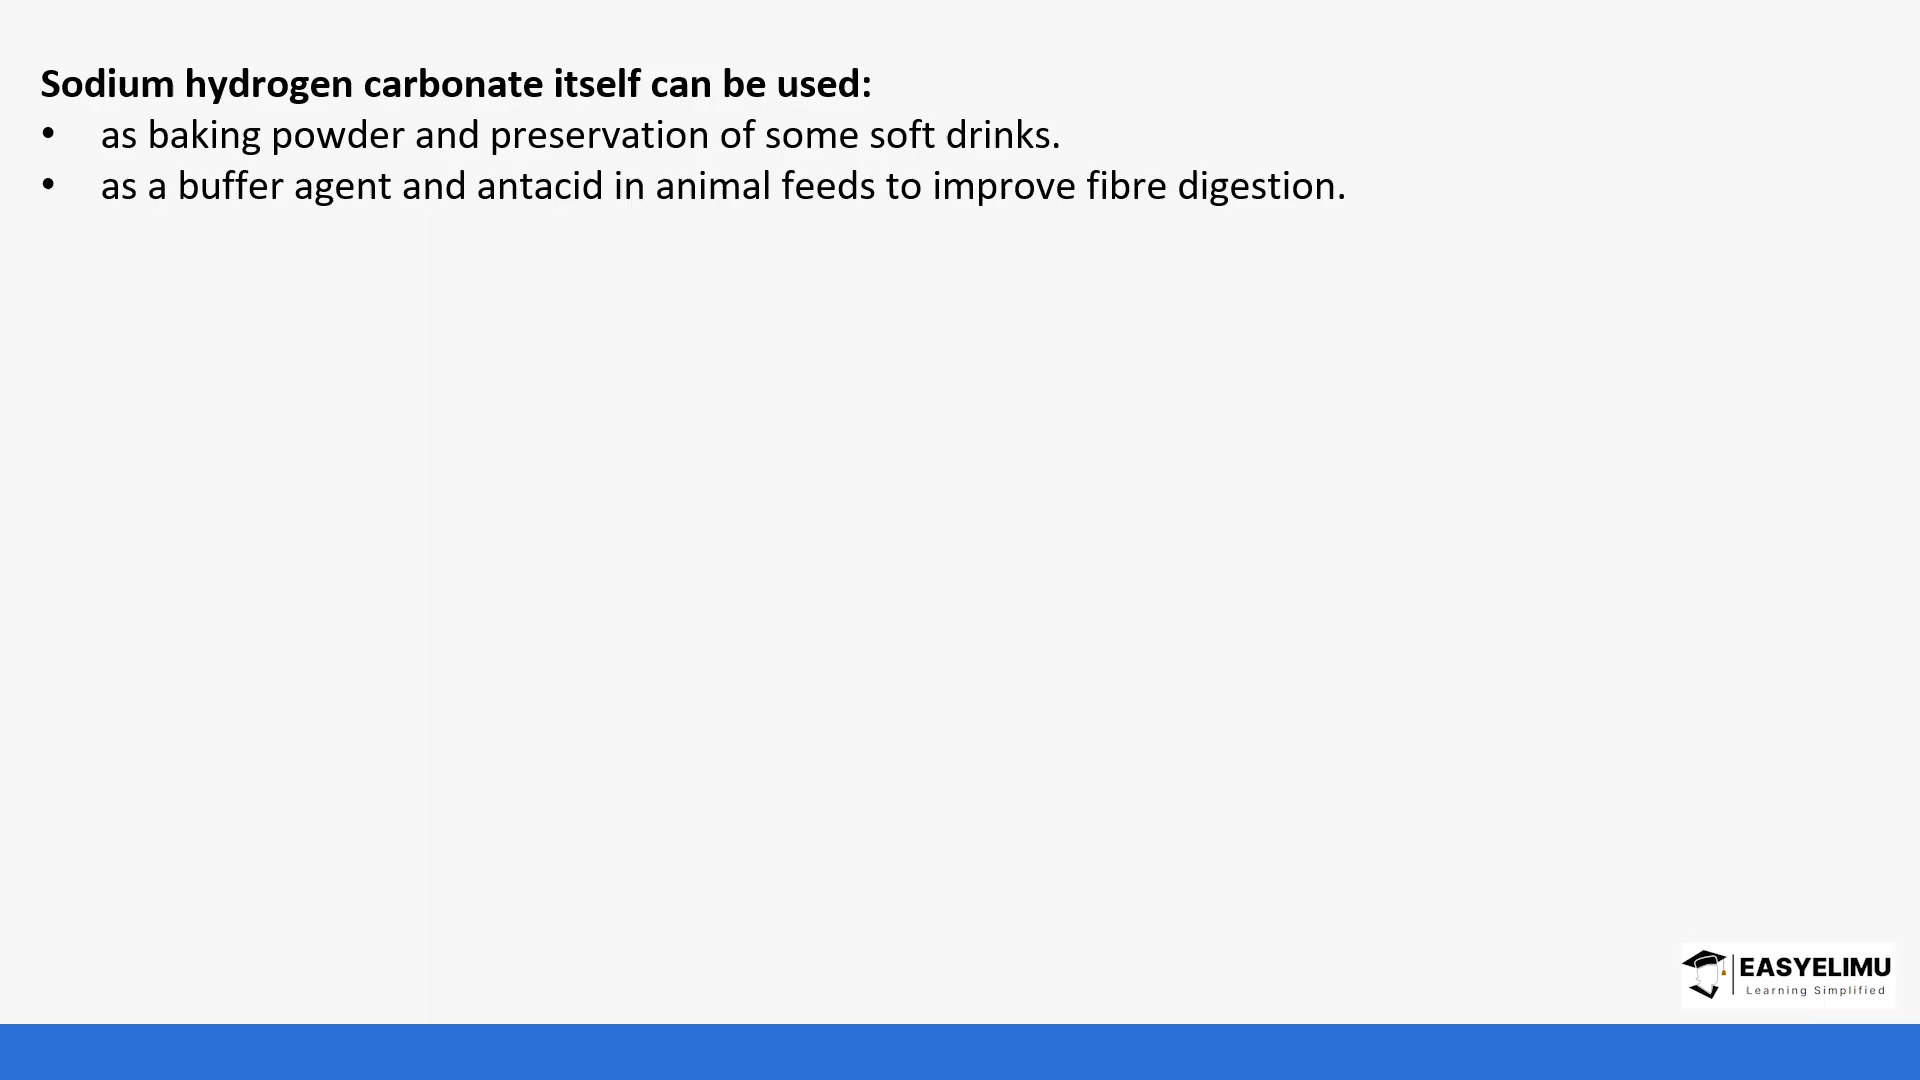 Sodium hydrogen carbonate itself can be used:
• as baking powder and preservation of some soft drinks.
• as a buffer agent and antacid in animal feeds to improve fibre digestion.
EASYELIMU
Learning Simplified